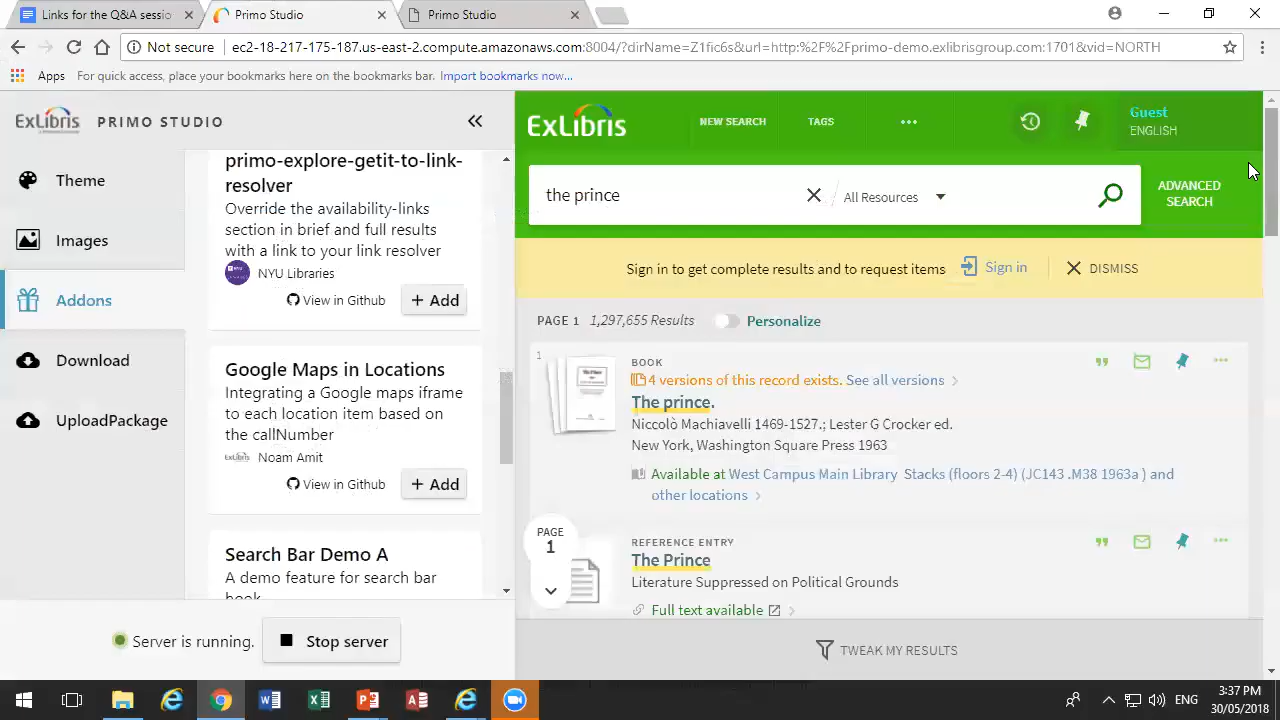 Links for the Q&A sessio
Primo Studio
Primo Studio
Not secure
ec2-18-217-175-187.us-east-2.compute.amazonaws.com:8004/?dirName=Z1fic6s&url=http:%2F%2Fprimo-demo.exlibrisgroup.com:1701&vid=NORTH
Apps
For quick access, place your bookmarks here on the bookmarks bar. Import bookmarks now...
ExLibris PRIMO STUDIO
Theme
Images
Addons
Download
UploadPackage
primo-explore-getit-to-link-
resolver
Override the availability-links
section in brief and full results
with a link to your link resolver
NYU Libraries
View in Github
+ Add
Google Maps in Locations
Integrating a Google maps iframe
to each location item based on
the callNumber
ExLibris Noam Amit
View in Github
+ Add
Search Bar Demo A
A demo feature for search bar
Server is running.
Stop server
ExLibris
NEW SEARCH
TAGS
Guest
ENGLISH
the prince
All Resources
ADVANCED
SEARCH
Sign in to get complete results and to request items
Sign in
DISMISS
PAGE 1 1,297,655 Results
Personalize
1
BOOK
4 versions of this record exists. See all versions
The prince.
Niccolò Machiavelli 1469-1527.; Lester G Crocker ed.
New York, Washington Square Press 1963
Available at West Campus Main Library Stacks (floors 2-4) (JC143 .M38 1963a ) and
other locations
PAGE
1
REFERENCE ENTRY
The Prince
Literature Suppressed on Political Grounds
Full text available
TWEAK MY RESULTS
ENG
3:37 PM
30/05/2018